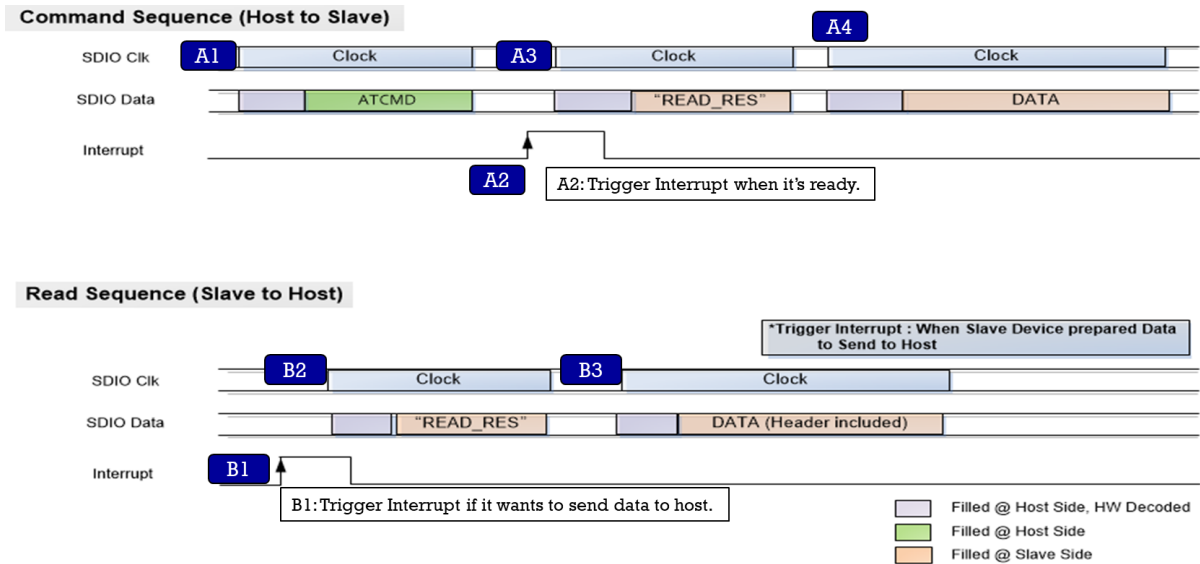 Command Sequence (Host to Slave)
A4
SDIO Clk
A1
Clock
A3
Clock
Clock
SDIO Data
ATCMD
"READ_RES"
DATA
Interrupt
A2
A2: Trigger Interrupt when it's ready.
Read Sequence (Slave to Host)
*Trigger Interrupt : When Slave Device prepared Data
to Send to Host
SDIO Clk
B2
Clock
B3
Clock
SDIO Data
"READ_RES"
DATA (Header included)
Interrupt
B1
B1: Trigger Interrupt if it wants to send data to host.
Filled @ Host Side, HW Decoded
Filled @ Host Side
Filled @ Slave Side